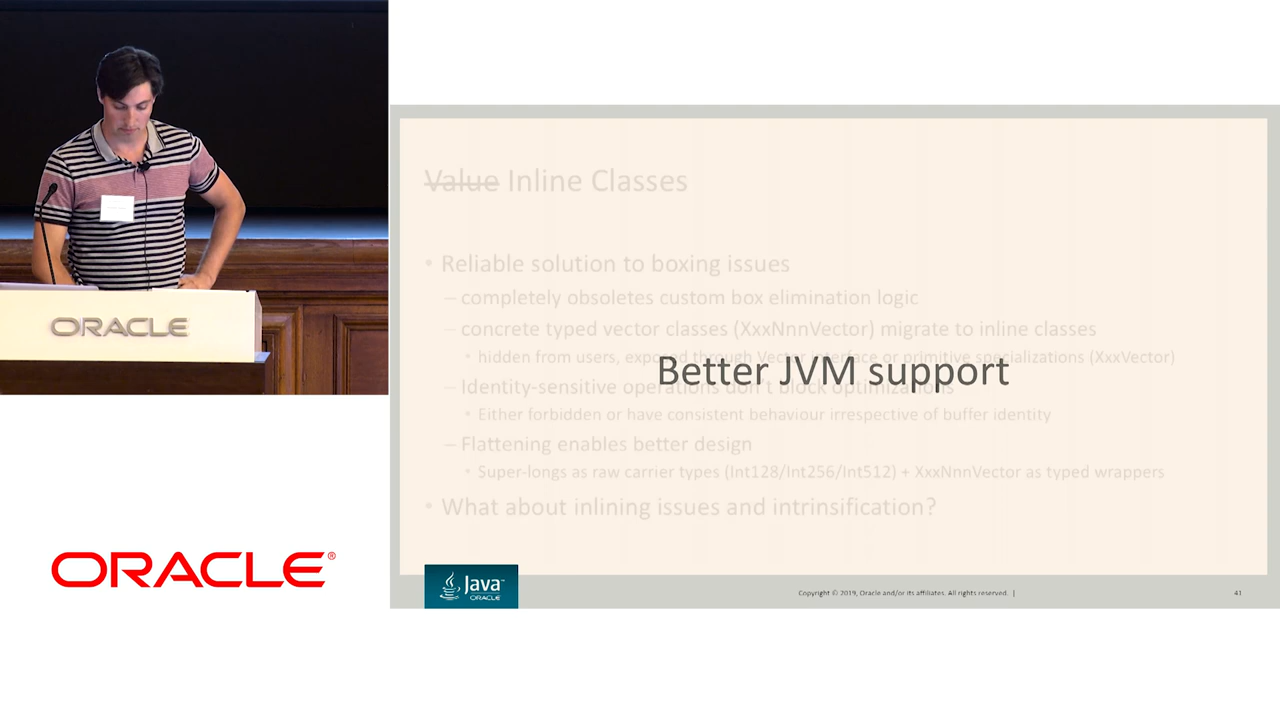 ORACLE
ORACLE®
Value Inline Classes
• Reliable solution to boxing issues
– completely obsoletes custom box elimination logic
– concrete typed vector classes (XxxNnnVector) migrate to inline classes
• hidden from users, exposed through Vector interface or primitive specializations (XxxVector)
Better JVM support
– Identity-sensitive operations don't block optimizations
• Either forbidden or have consistent behaviour irrespective of buffer identity
– Flattening enables better design
• Super-longs as raw carrier types (Int128/Int256/Int512) + XxxNnnVector as typed wrappers
• What about inlining issues and intrinsification?
Java™
ORACLE
Copyright © 2019, Oracle and/or its affiliates. All rights reserved. |
41